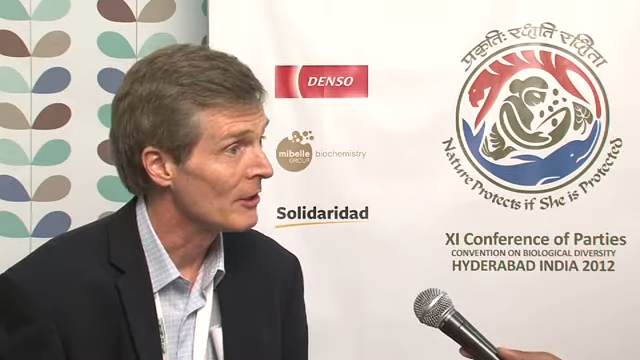 DENSO
mibelle
GROUP
biochemistry
Solidaridad
प्रकृतिः रक्षति रक्षिता
Nature Protects if She is Protected
XI Conference of Parties
CONVENTION ON BIOLOGICAL DIVERSITY
HYDERABAD INDIA 2012